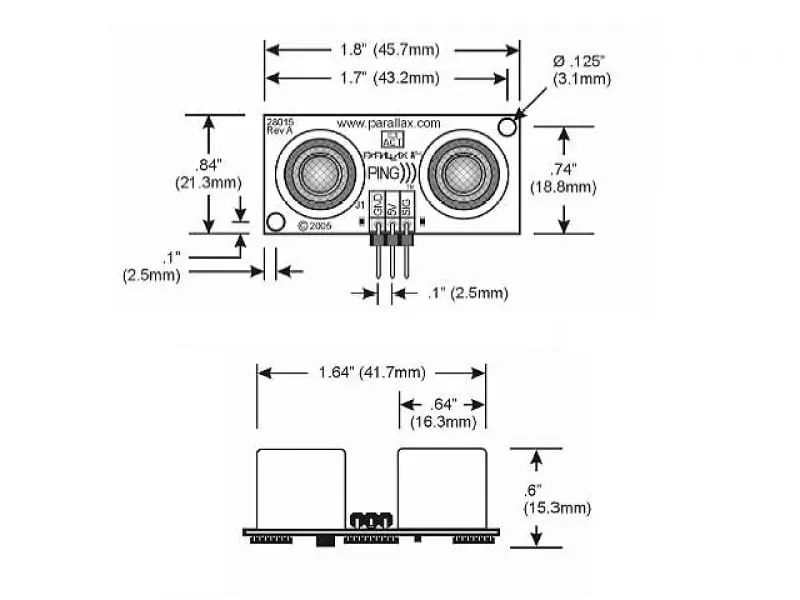 1.8" (45.7mm)
1.7" (43.2mm)
Ø .125"
(3.1mm)
28015
Rev A
www.parallax.com
ACT
PING)))
.84"
(21.3mm)
.74"
(18.8mm)
J1
GND
5V
SIG
© 2005
.1"
(2.5mm)
.1" (2.5mm)
1.64" (41.7mm)
.64"
(16.3mm)
.6"
(15.3mm)